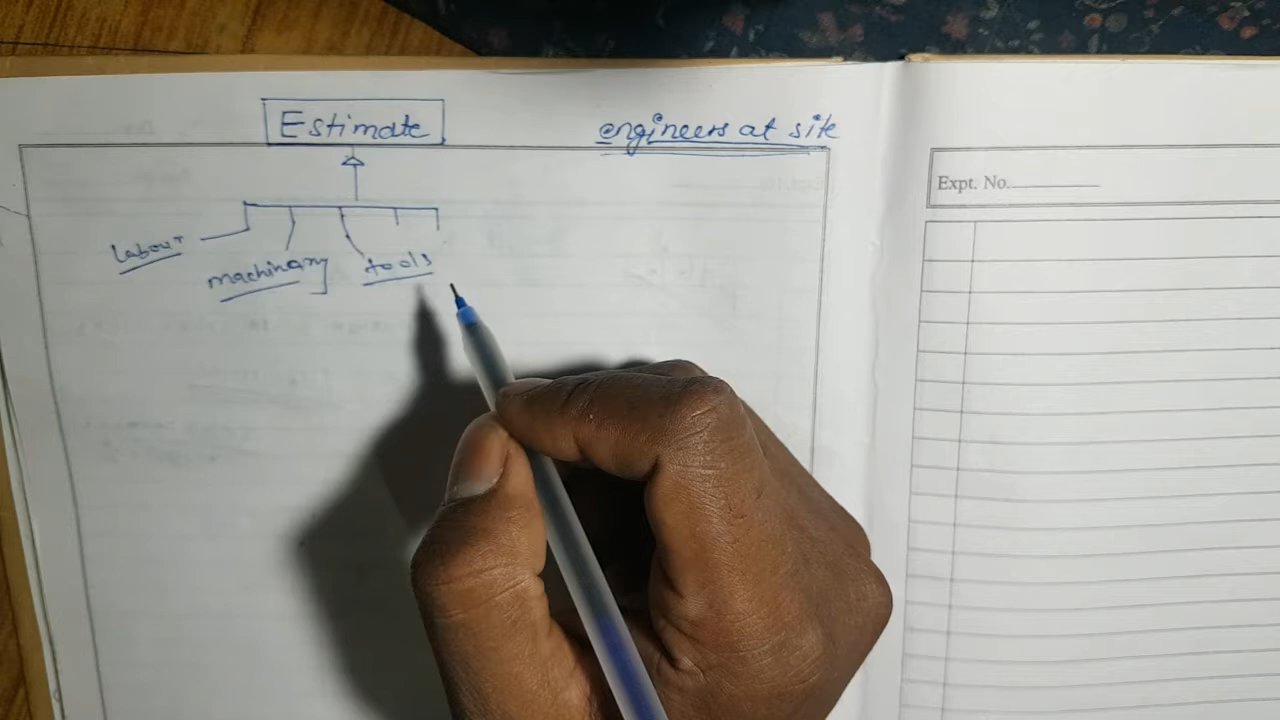 Estimate
engineers at site
Expt. No.
labour
machinary
tools